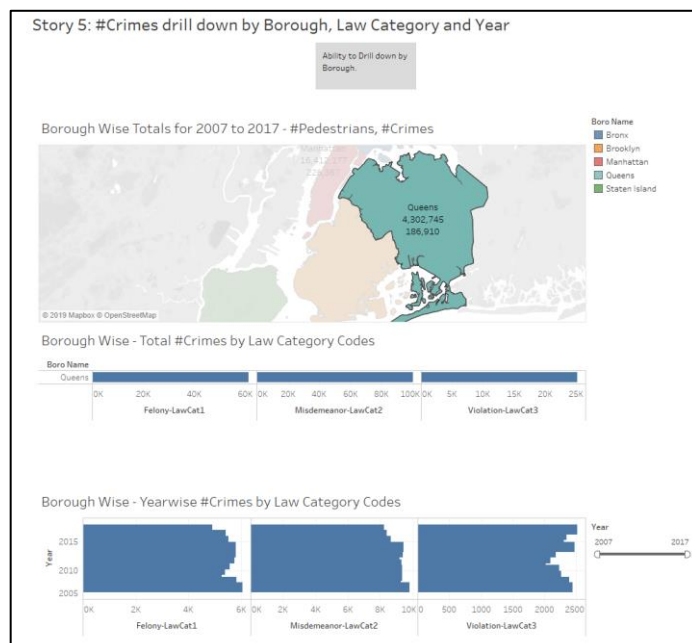 Story 5: #Crimes drill down by Borough, Law Category and Year
Ability to Drill down by
Borough.
Borough Wise Totals for 2007 to 2017 - #Pedestrians, #Crimes
Boro Name
Bronx
Brooklyn
Manhattan
Queens
Staten Island
Manhattan
Queens
4,302,745
186,910
© 2019 Mapbox © OpenStreetMap
Borough Wise - Total #Crimes by Law Category Codes
Boro Name
Queens
0K 20K 40K 60K 0K 20K 40K 60K 80K 100K 0K 5K 10K 15K 20K 25K
Felony-LawCat1 Misdemeanor-LawCat2 Violation-LawCat3
Borough Wise - Yearwise #Crimes by Law Category Codes
Year
2015
2010
2005
0K 2K 4K 6K 0K 2K 4K 6K 8K 10K 0 500 1000 1500 2000 2500
Felony-LawCat1 Misdemeanor-LawCat2 Violation-LawCat3
Year
2007 2017